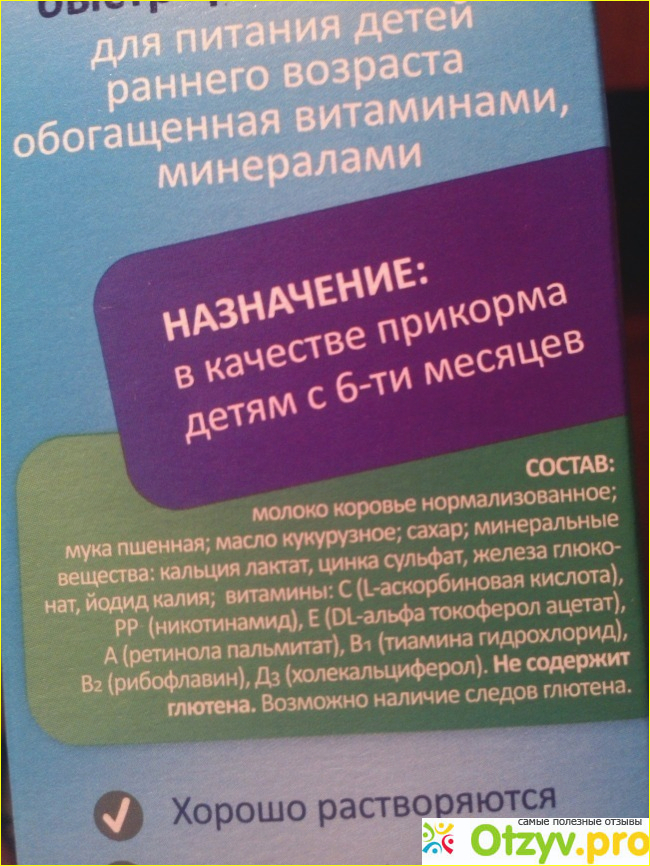 для питания детей
раннего возраста
обогащенная витаминами,
минералами
НАЗНАЧЕНИЕ:
в качестве прикорма
детям с 6-ти месяцев
СОСТАВ:
молоко коровье нормализованное;
мука пшенная; масло кукурузное; сахар; минеральные
вещества: кальция лактат, цинка сульфат, железа глюко-
нат, йодид калия; витамины: С (L-аскорбиновая кислота),
РР (никотинамид), Е (DL-альфа токоферол ацетат),
А (ретинола пальмитат), В1 (тиамина гидрохлорид),
В2 (рибофлавин), Д3 (холекальциферол). Не содержит
глютена. Возможно наличие следов глютена.
Хорошо растворяются
самые полезные отзывы
Otzyv.pro